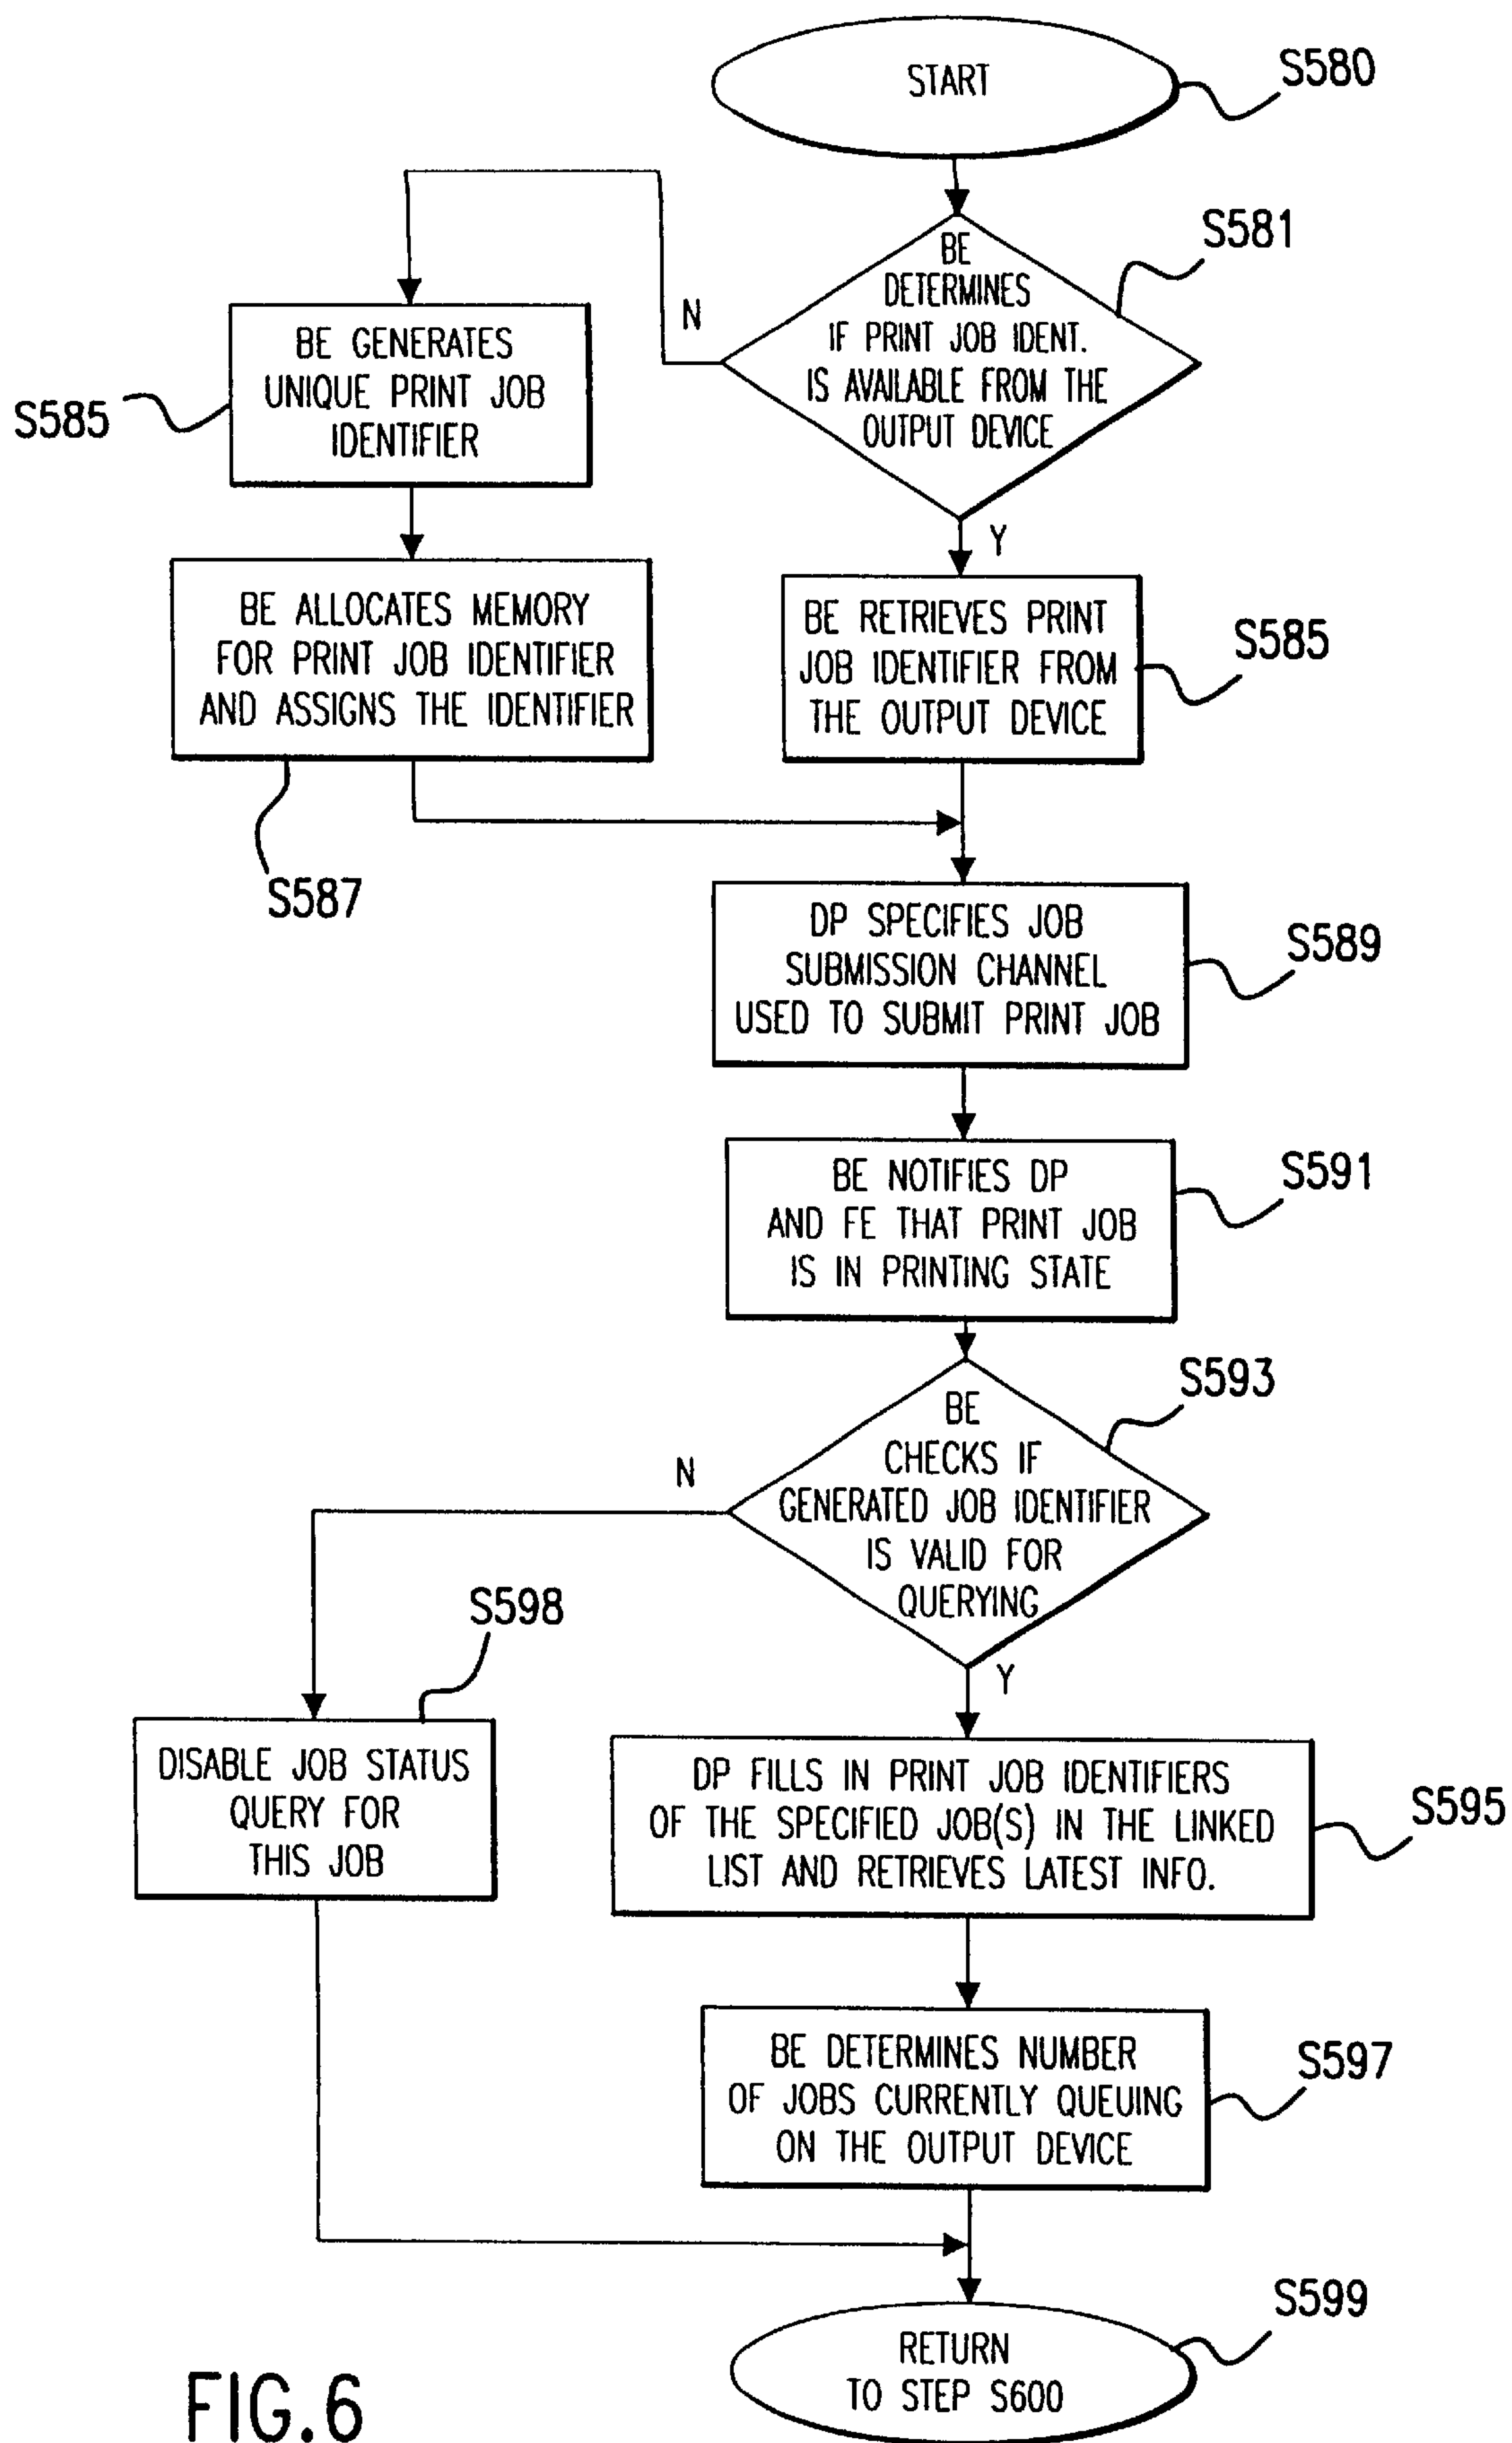 START
S580
S581
BE
DETERMINES
IF PRINT JOB IDENT.
IS AVAILABLE FROM THE
OUTPUT DEVICE
N
BE GENERATES
UNIQUE PRINT JOB
IDENTIFIER
S585
Y
BE ALLOCATES MEMORY
FOR PRINT JOB IDENTIFIER
AND ASSIGNS THE IDENTIFIER
S587
BE RETRIEVES PRINT
JOB IDENTIFIER FROM
THE OUTPUT DEVICE
S585
DP SPECIFIES JOB
SUBMISSION CHANNEL
USED TO SUBMIT PRINT JOB
S589
BE NOTIFIES DP
AND FE THAT PRINT JOB
IS IN PRINTING STATE
S591
S593
BE
CHECKS IF
GENERATED JOB IDENTIFIER
IS VALID FOR
QUERYING
N
Y
S598
DISABLE JOB STATUS
QUERY FOR
THIS JOB
DP FILLS IN PRINT JOB IDENTIFIERS
OF THE SPECIFIED JOB(S) IN THE LINKED
LIST AND RETRIEVES LATEST INFO.
S595
BE DETERMINES NUMBER
OF JOBS CURRENTLY QUEUING
ON THE OUTPUT DEVICE
S597
S599
RETURN
TO STEP S600
FIG.6